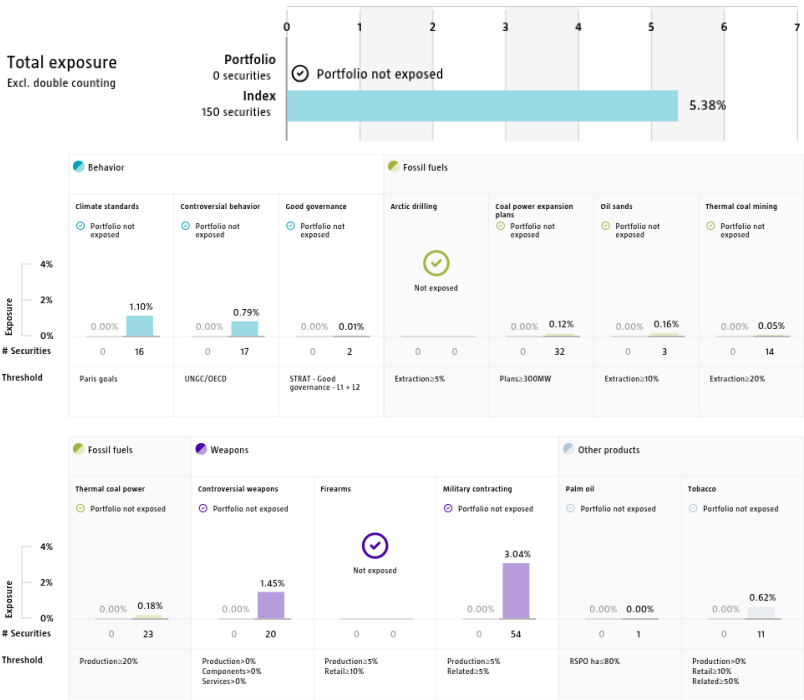 0 1 2 3 4 5 6 7
Total exposure
Excl. double counting
Portfolio
0 securities
Portfolio not exposed
Index
150 securities
5.38%
Behavior
Fossil fuels
Climate standards
Controversial behavior
Good governance
Arctic drilling
Coal power expansion
plans
Oil sands
Thermal coal mining
Portfolio not
exposed
Portfolio not
exposed
Portfolio not
exposed
Portfolio not
exposed
Portfolio not
exposed
Portfolio not
exposed
Not exposed
Exposure
4%
2%
0%
0.00% 1.10%
0.00% 0.79%
0.00% 0.01%
0.00% 0.12%
0.00% 0.16%
0.00% 0.05%
# Securities
0 16
0 17
0 2
0 0
0 32
0 3
0 14
Threshold
Paris goals
UNGC/OECD
STRAT - Good
governance - L1 + L2
Extraction≥5%
Plans≥300MW
Extraction≥10%
Extraction≥20%
Fossil fuels
Weapons
Other products
Thermal coal power
Controversial weapons
Firearms
Military contracting
Palm oil
Tobacco
Portfolio not exposed
Portfolio not exposed
Portfolio not exposed
Portfolio not exposed
Portfolio not exposed
Not exposed
Exposure
4%
2%
0%
0.00% 0.18%
0.00% 1.45%
0.00% 3.04%
0.00% 0.00%
0.00% 0.62%
# Securities
0 23
0 20
0 0
0 54
0 1
0 11
Threshold
Production≥20%
Production>0%
Components>0%
Services>0%
Production≥5%
Retail≥10%
Production≥5%
Related≥5%
RSPO ha≤80%
Production>0%
Retail≥10%
Related≥50%